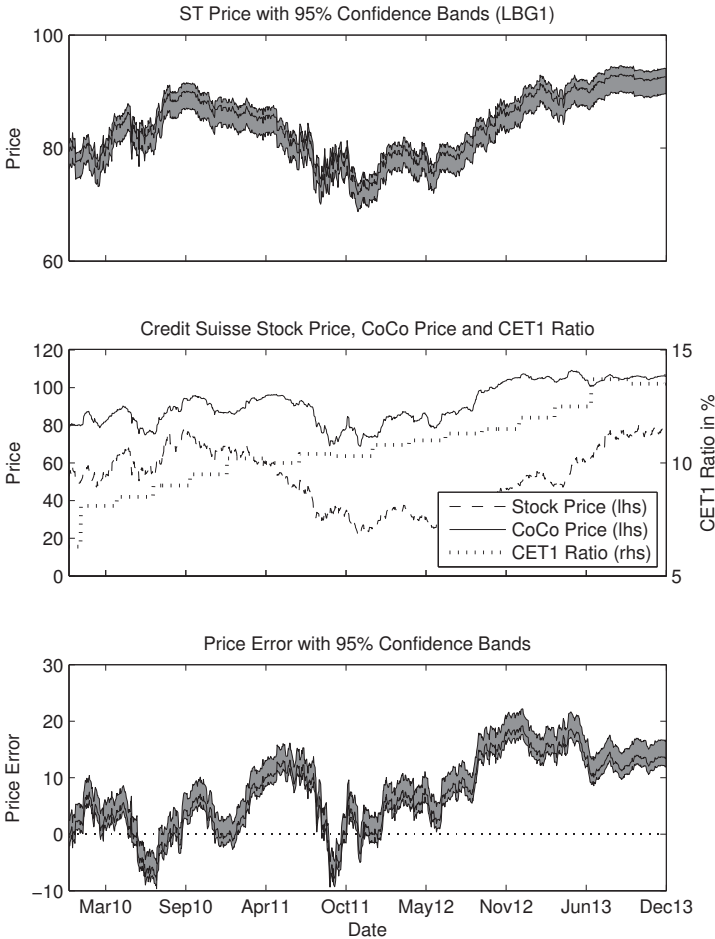 ST Price with 95% Confidence Bands (LBG1)
100
80
60
Price
Credit Suisse Stock Price, CoCo Price and CET1 Ratio
120
100
80
60
40
20
0
Price
15
10
5
CET1 Ratio in %
Stock Price (lhs)
CoCo Price (lhs)
CET1 Ratio (rhs)
Price Error with 95% Confidence Bands
30
20
10
0
−10
Price Error
Mar10 Sep10 Apr11 Oct11 May12 Nov12 Jun13 Dec13
Date